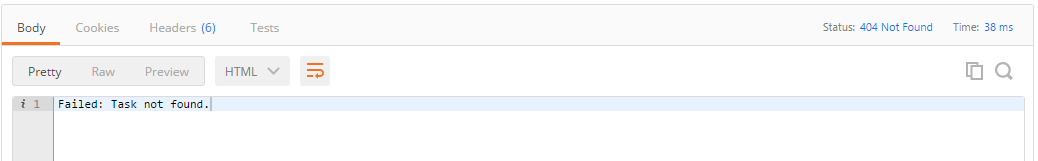 Body Cookies Headers (6) Tests Status: 404 Not Found Time: 38 ms
Pretty Raw Preview HTML
i 1 Failed: Task not found.